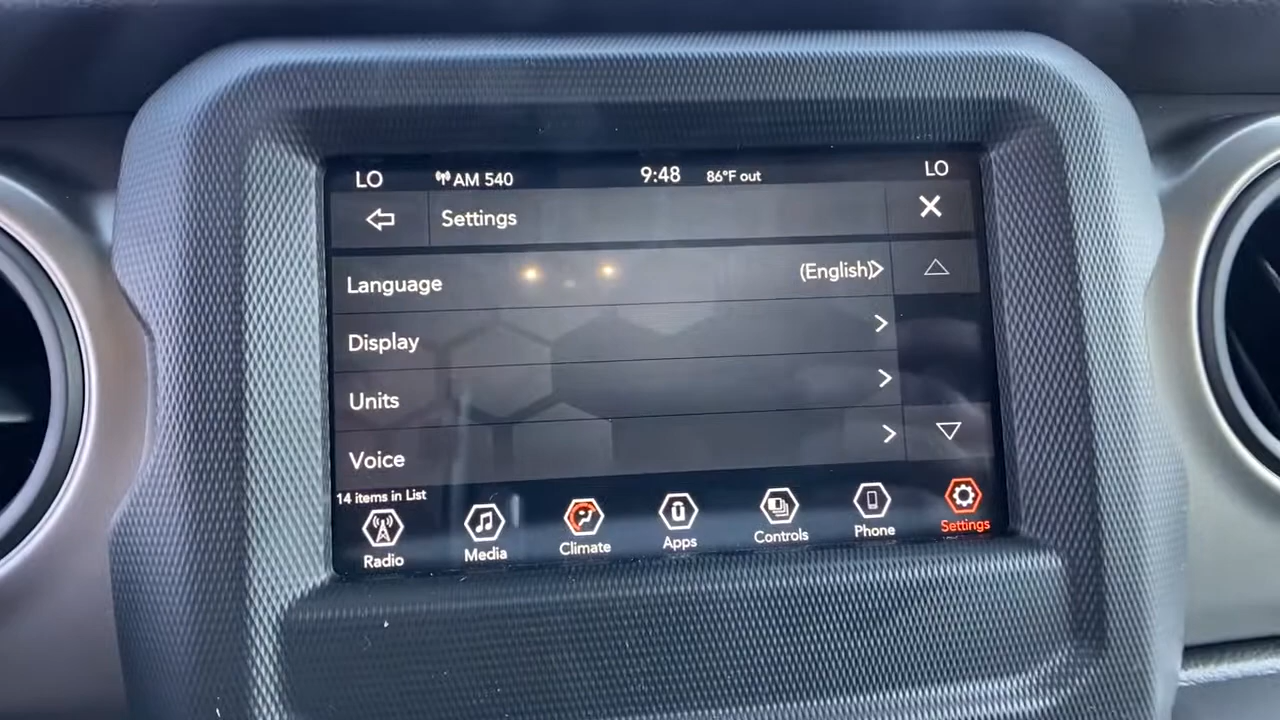 LO AM 540 9:48 86°F out LO
Settings
Language (English)
Display
Units
Voice
14 items in List
Radio Media Climate Apps Controls Phone Settings